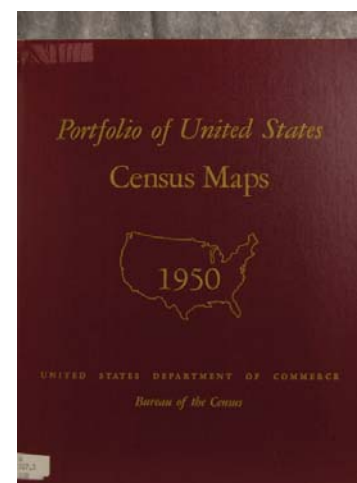 Portfolio of United States
Census Maps
1950
UNITED STATES DEPARTMENT OF COMMERCE
Bureau of the Census